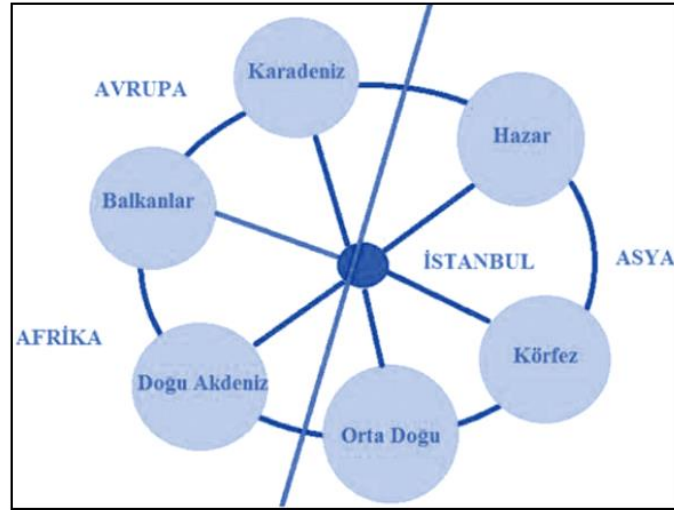 Karadeniz
AVRUPA
Hazar
Balkanlar
İSTANBUL
ASYA
AFRİKA
Körfez
Doğu Akdeniz
Orta Doğu